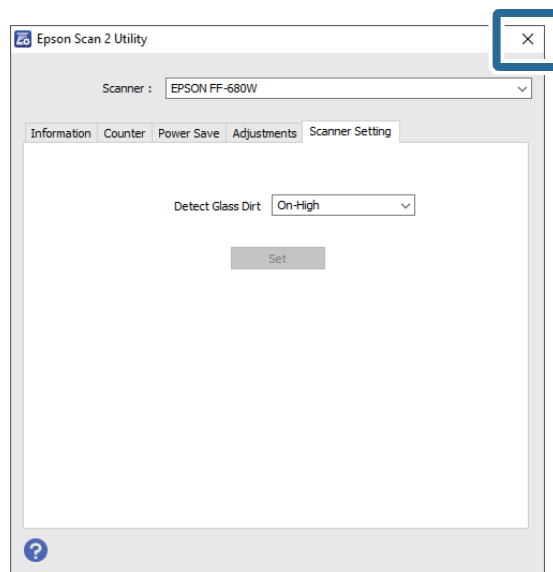 Epson Scan 2 Utility
Scanner : EPSON FF-680W
Information Counter Power Save Adjustments Scanner Setting
Detect Glass Dirt On-High
Set
?